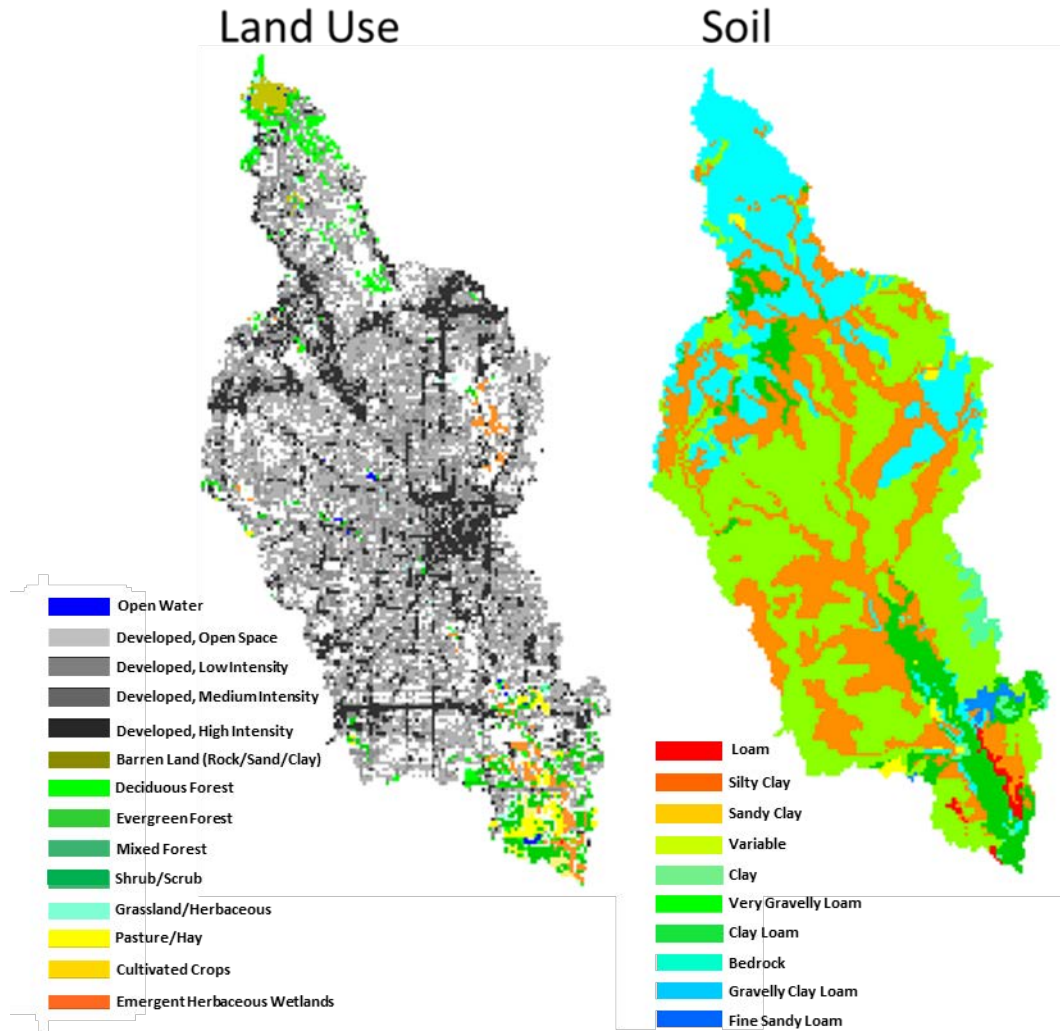 Land Use
Soil
Open Water
Developed, Open Space
Developed, Low Intensity
Developed, Medium Intensity
Developed, High Intensity
Barren Land (Rock/Sand/Clay)
Deciduous Forest
Evergreen Forest
Mixed Forest
Shrub/Scrub
Grassland/Herbaceous
Pasture/Hay
Cultivated Crops
Emergent Herbaceous Wetlands
Loam
Silty Clay
Sandy Clay
Variable
Clay
Very Gravelly Loam
Clay Loam
Bedrock
Gravelly Clay Loam
Fine Sandy Loam